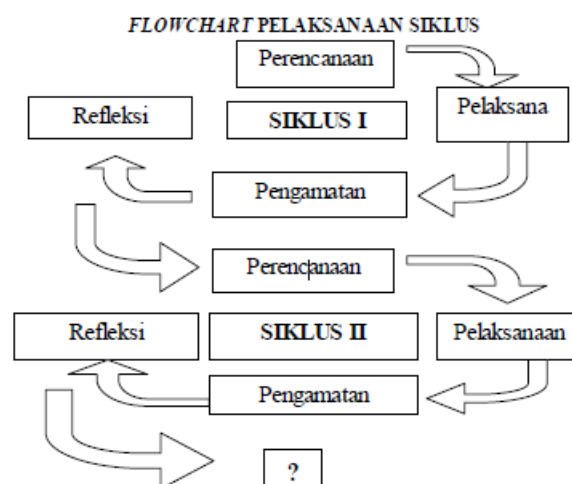 FLOWCHART PELAKSANAAN SIKLUS
Perencanaan
Refleksi
SIKLUS I
Pelaksana
Pengamatan
Perencanaan
Refleksi
SIKLUS II
Pelaksanaan
Pengamatan
?